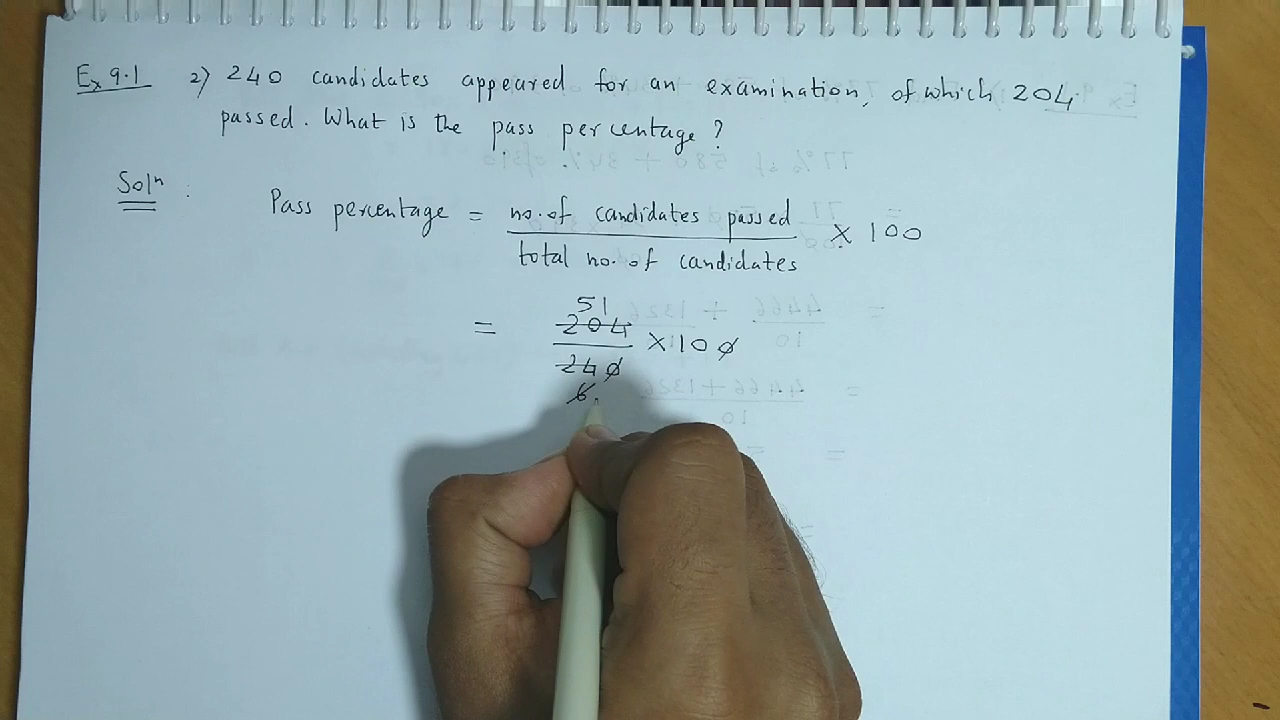 Ex 9.1 2) 240 candidates appeared for an examination, of which 204
passed. What is the pass percentage?
Soln : Pass percentage = no. of candidates passed / total no. of candidates × 100
51
= 204 / 240 × 100
6